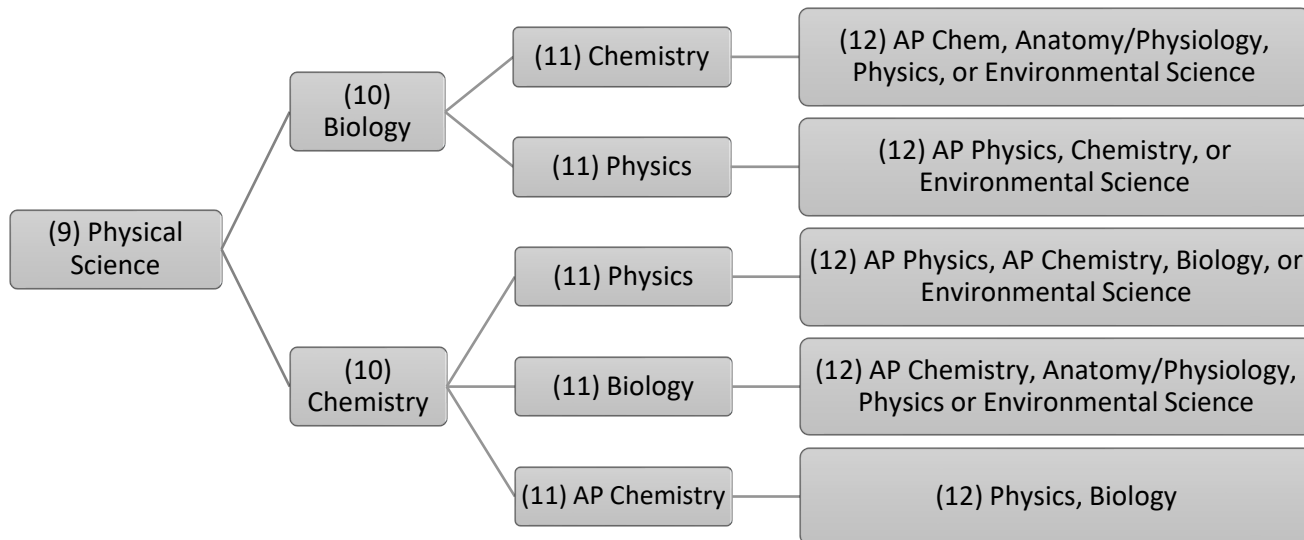 (9) Physical
Science
(10)
Biology
(11) Chemistry
(12) AP Chem, Anatomy/Physiology,
Physics, or Environmental Science
(11) Physics
(12) AP Physics, Chemistry, or
Environmental Science
(10)
Chemistry
(11) Physics
(12) AP Physics, AP Chemistry, Biology, or
Environmental Science
(11) Biology
(12) AP Chemistry, Anatomy/Physiology,
Physics or Environmental Science
(11) AP Chemistry
(12) Physics, Biology